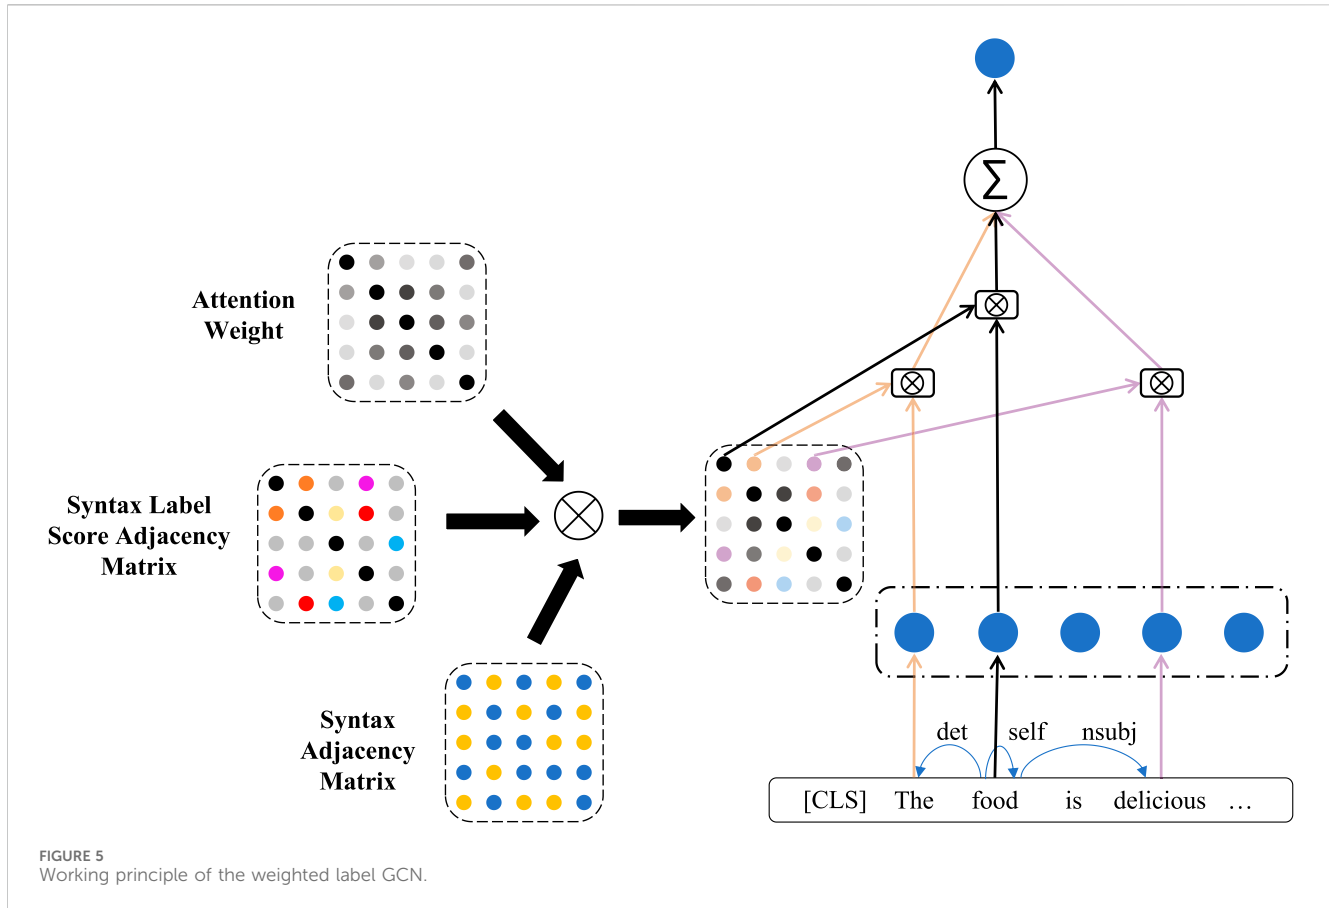 Attention
Weight
Syntax Label
Score Adjacency
Matrix
Syntax
Adjacency
Matrix
∑
det self nsubj
[CLS] The food is delicious ...
FIGURE 5
Working principle of the weighted label GCN.